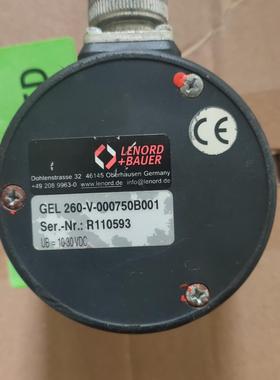 LENORD
+BAUER
Dohlenstrasse 32 46145 Oberhausen Germany
+49 208 9963-0 www.lenord.de info@lenord.de
GEL 260-V-000750B001
Ser.-Nr.: R110593
UB = 10-30 VDC
CE